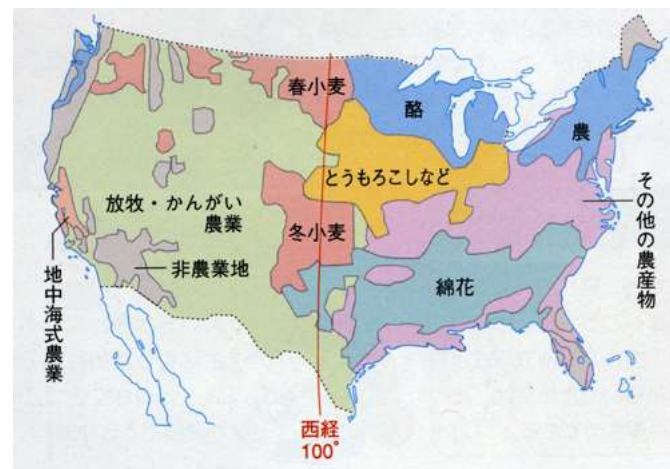 春小麦
酪
農
とうもろこしなど
放牧・かんがい
農業
冬小麦
その他の農産物
非農業地
綿花
地中海式農業
西経
100°